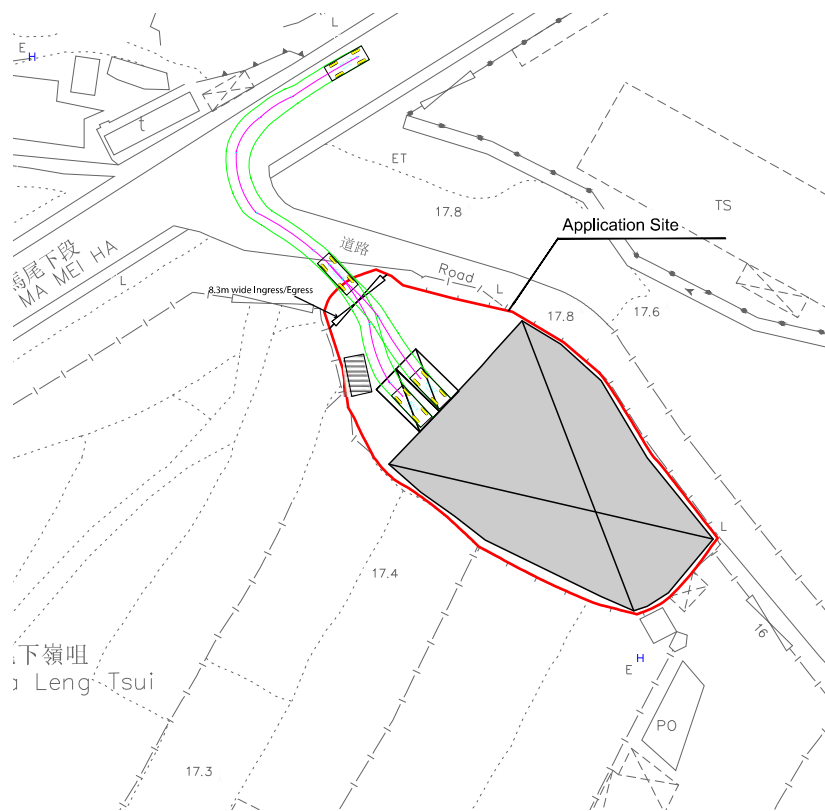 L
E
H
t
ET
17.8
TS
Application Site
道路
Road
馬尾下段
MA MEI HA
L
8.3m wide Ingress/Egress
L
17.8
17.6
L
17.4
16
下嶺咀
Leng Tsui
H
E
PO
17.3